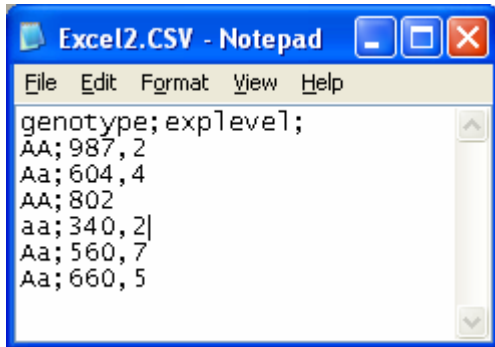 Excel2.CSV - Notepad
File Edit Format View Help
genotype;explevel;
AA;987,2
Aa;604,4
AA;802
aa;340,2
Aa;560,7
Aa;660,5